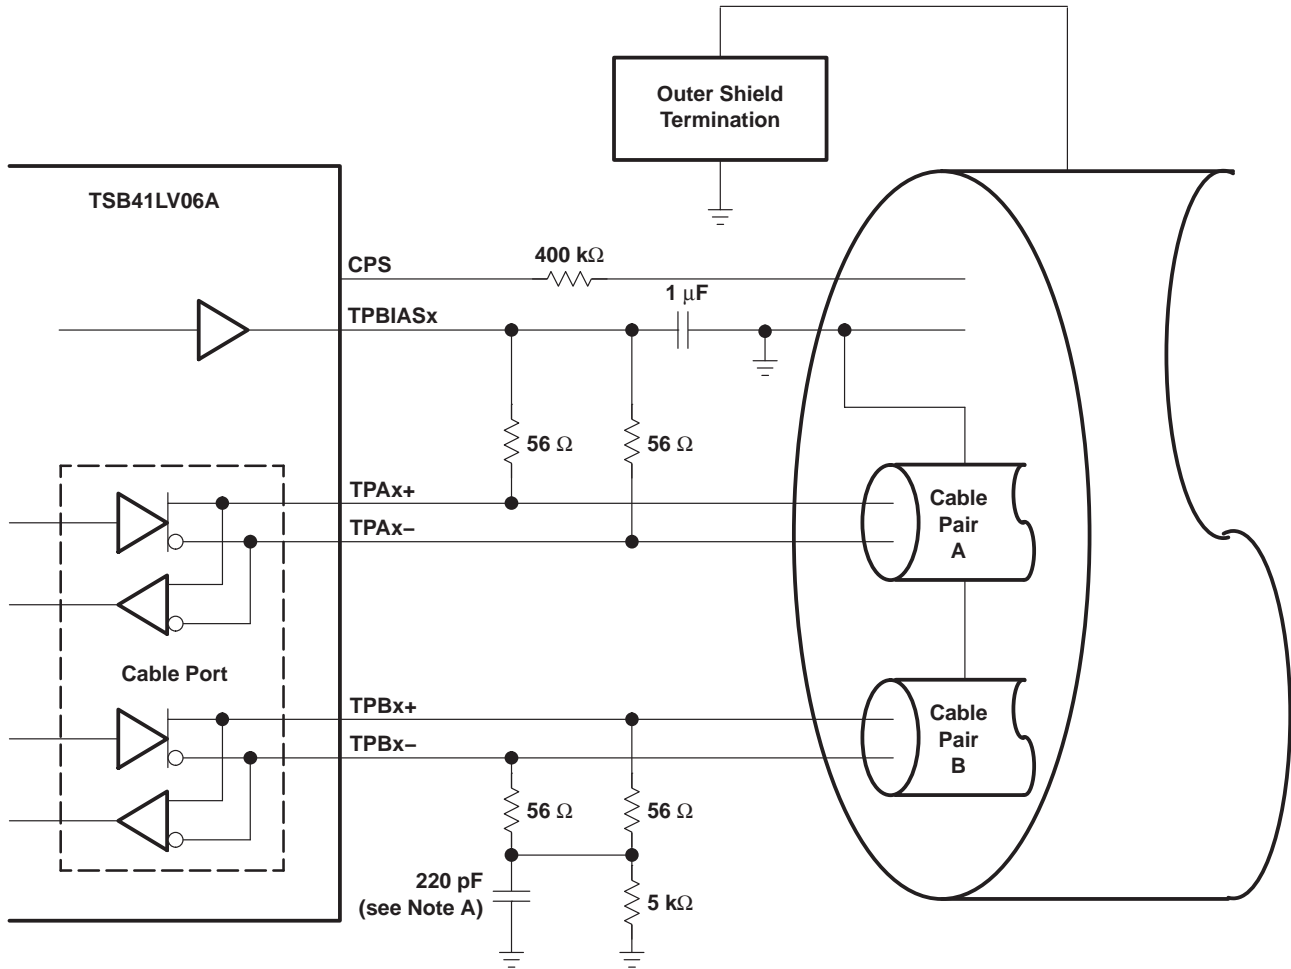 Outer Shield
Termination
TSB41LV06A
CPS
400 kΩ
1 μF
TPBIASx
56 Ω
56 Ω
TPAx+
TPAx–
Cable
Pair
A
Cable Port
TPBx+
TPBx–
Cable
Pair
B
56 Ω
56 Ω
220 pF
(see Note A)
5 kΩ